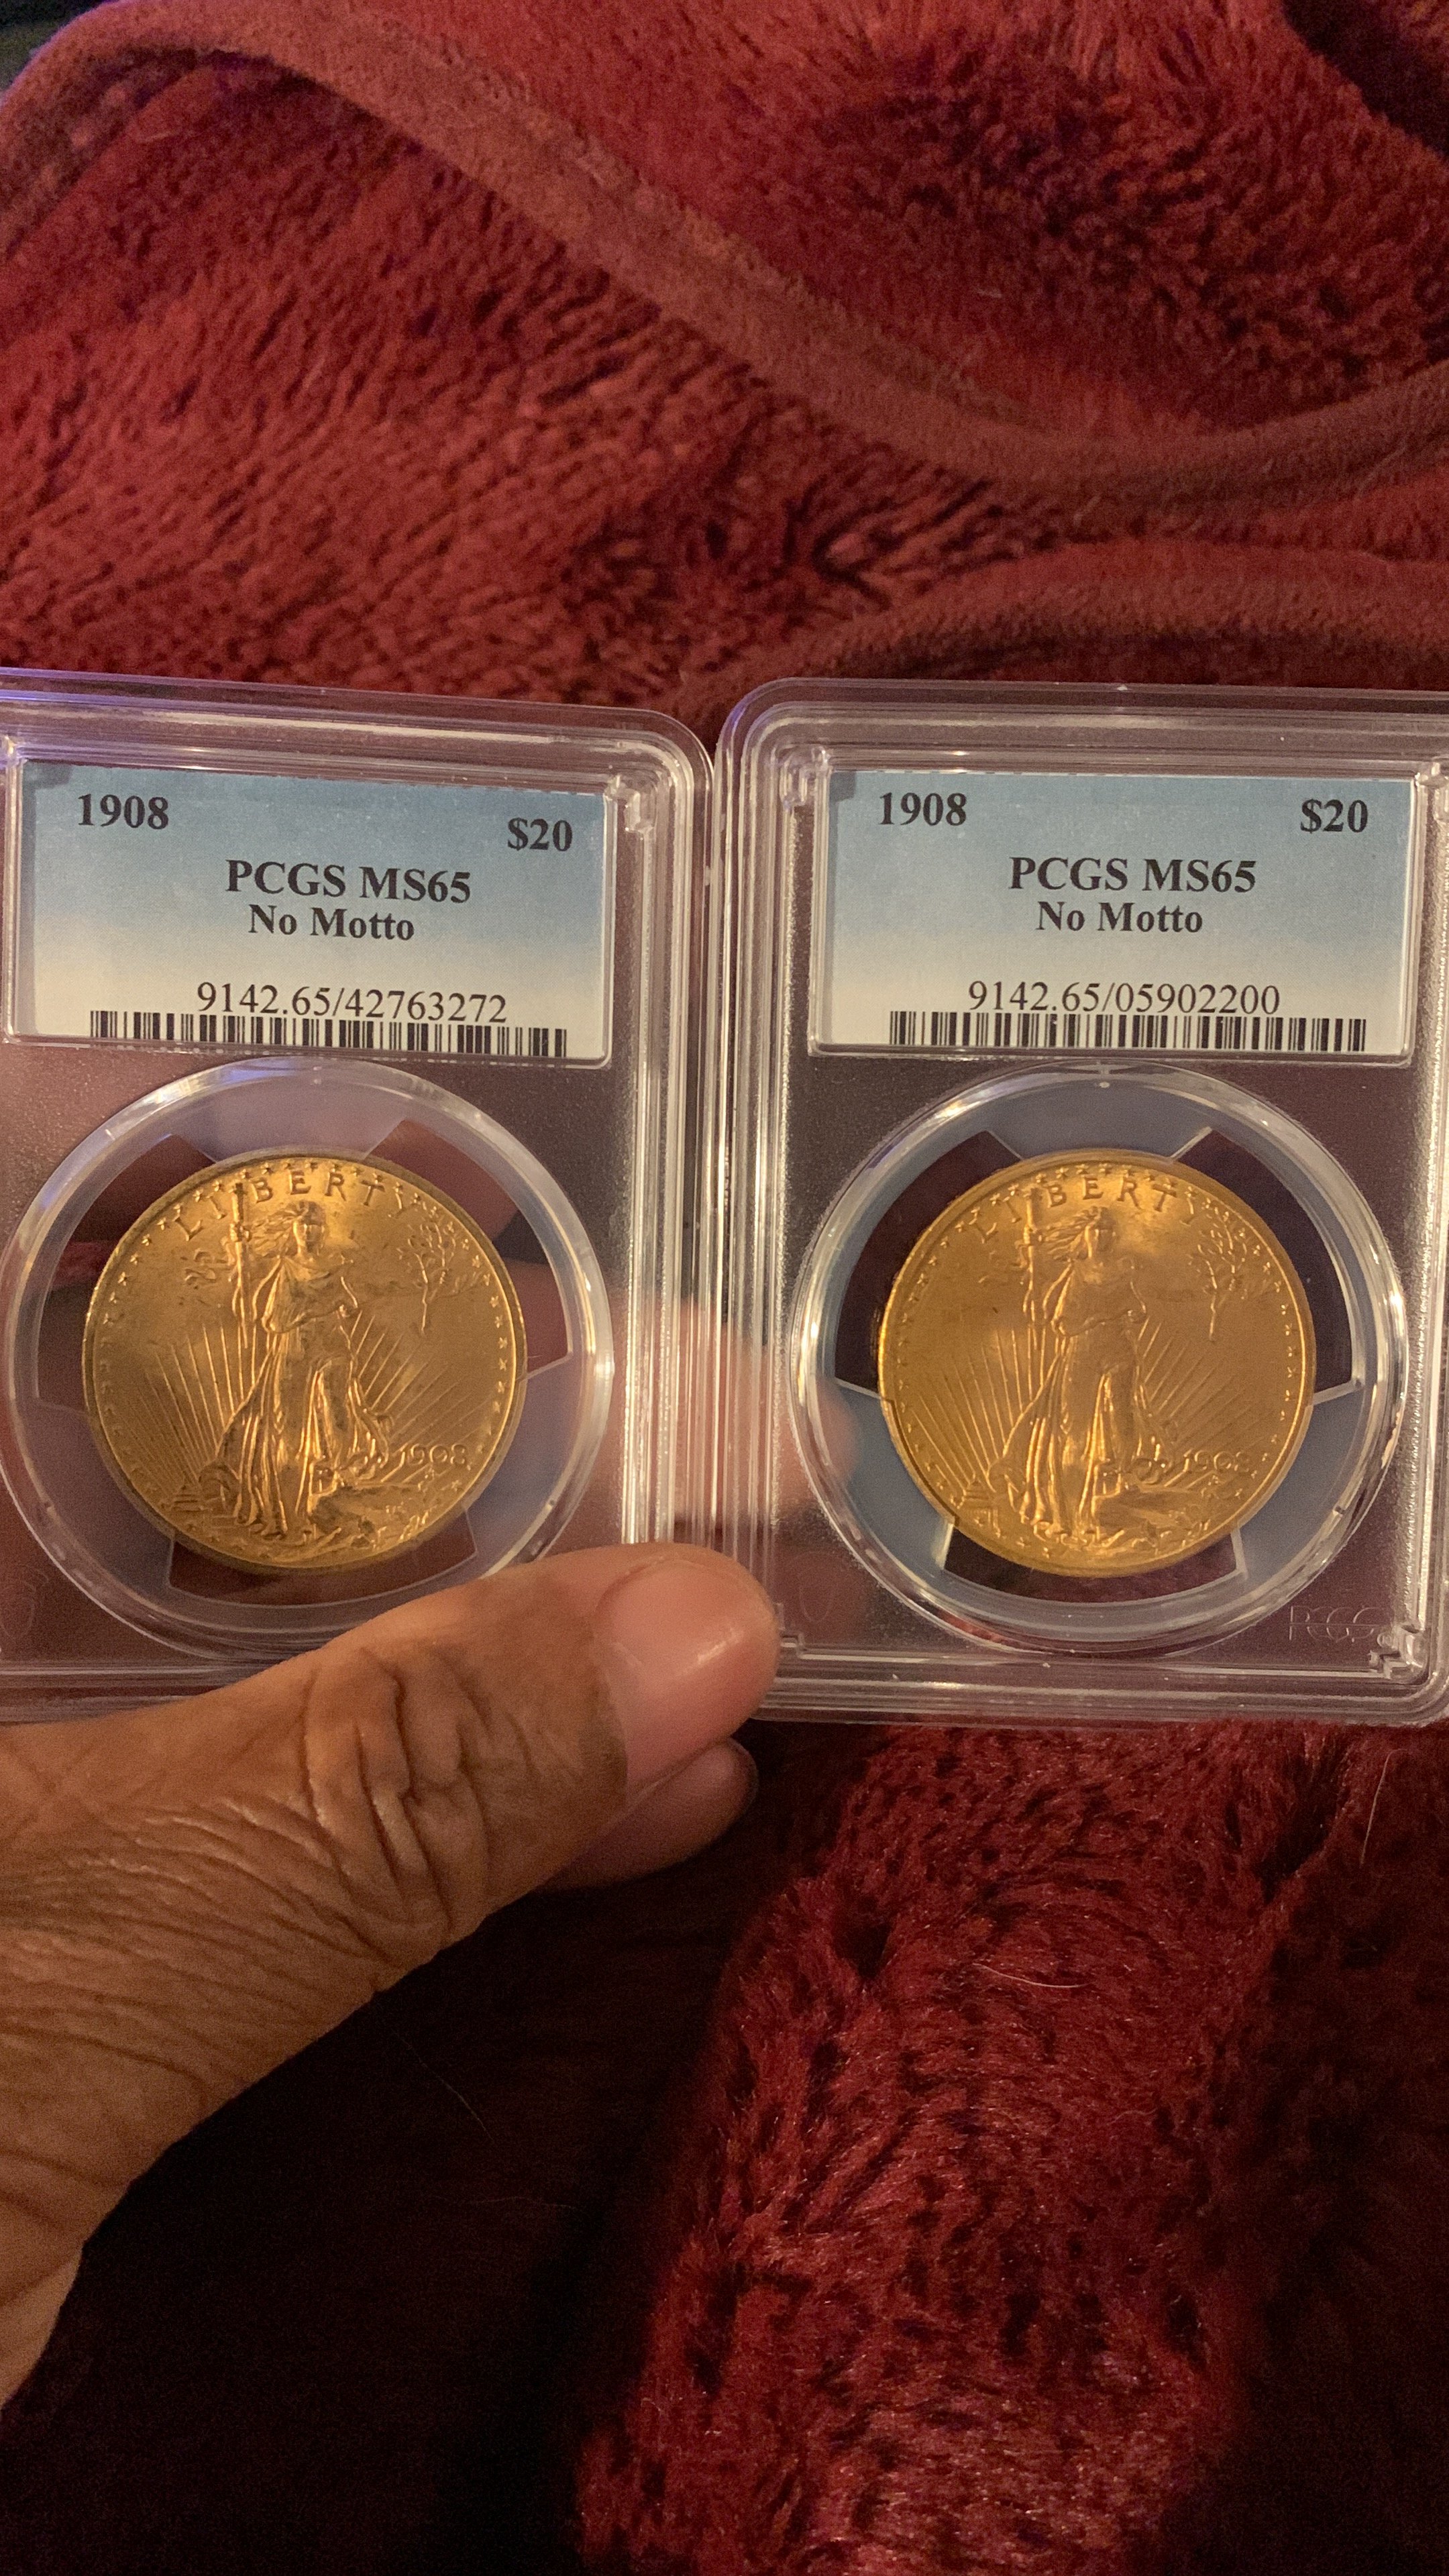 1908 $20
PCGS MS65
No Motto
9142.65/42763272
LIBERTY
1908
1908 $20
PCGS MS65
No Motto
9142.65/05902200
LIBERTY
1908
PCGS